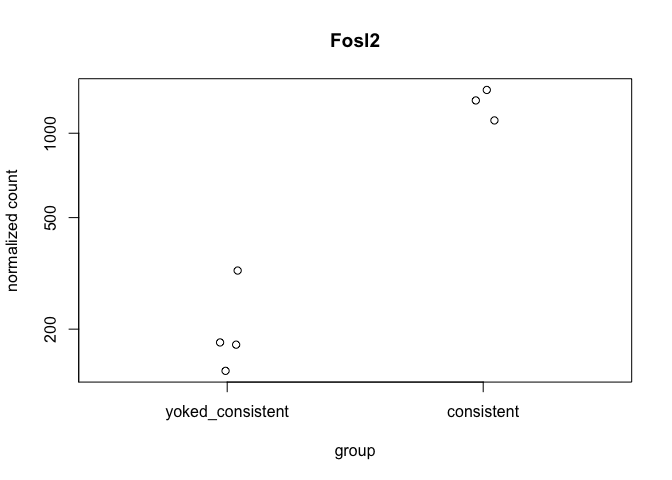 Fosl2
normalized count
1000
500
200
yoked_consistent
consistent
group